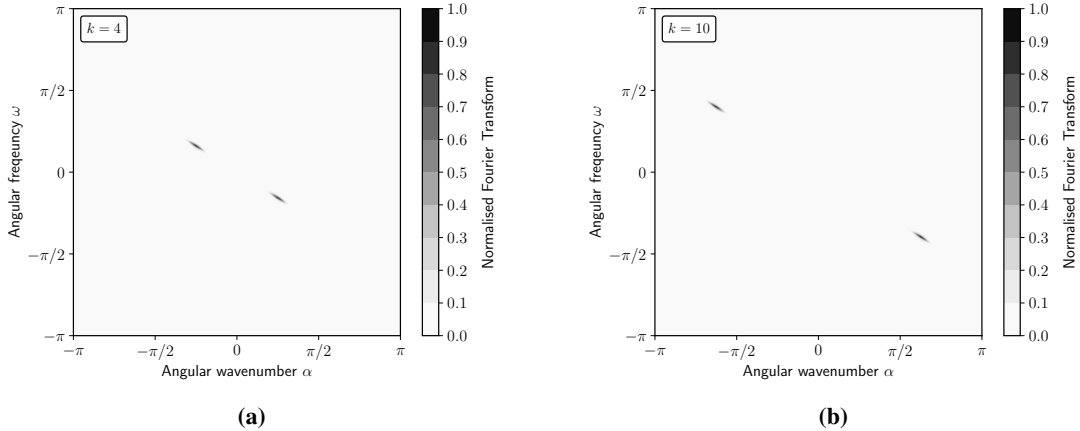 π
π/2
0
−π/2
−π
k = 4
Angular freqeuncy ω
−π
−π/2
0
π/2
π
Angular wavenumber α
1.0
0.9
0.8
0.7
0.6
0.5
0.4
0.3
0.2
0.1
0.0
Normalised Fourier Transform
(a)
π
π/2
0
−π/2
−π
k = 10
Angular freqeuncy ω
−π
−π/2
0
π/2
π
Angular wavenumber α
1.0
0.9
0.8
0.7
0.6
0.5
0.4
0.3
0.2
0.1
0.0
Normalised Fourier Transform
(b)